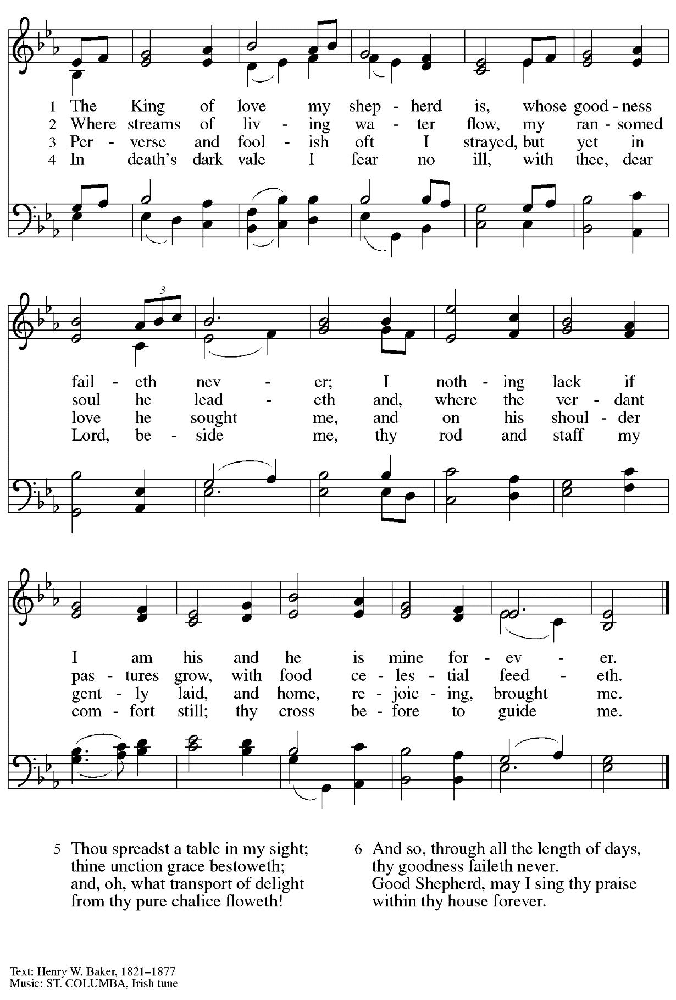 1 The King of love my shep - herd is, whose good - ness
2 Where streams of liv - ing wa - ter flow, my ran - somed
3 Per - verse and fool - ish oft I strayed, but yet in
4 In death's dark vale I fear no ill, with thee, dear
3
fail - eth nev - er; I noth - ing lack if
soul he lead - eth and, where the ver - dant
love he sought me, and on his shoul - der
Lord, be - side me, thy rod and staff my
I am his and he is mine for - ev - er.
pas - tures grow, with food ce - les - tial feed - eth.
gent - ly laid, and home, re - joic - ing, brought me.
com - fort still; thy cross be - fore to guide me.
5 Thou spreadst a table in my sight;
thine unction grace bestoweth;
and, oh, what transport of delight
from thy pure chalice floweth!
6 And so, through all the length of days,
thy goodness faileth never.
Good Shepherd, may I sing thy praise
within thy house forever.
Text: Henry W. Baker, 1821–1877
Music: ST. COLUMBA, Irish tune